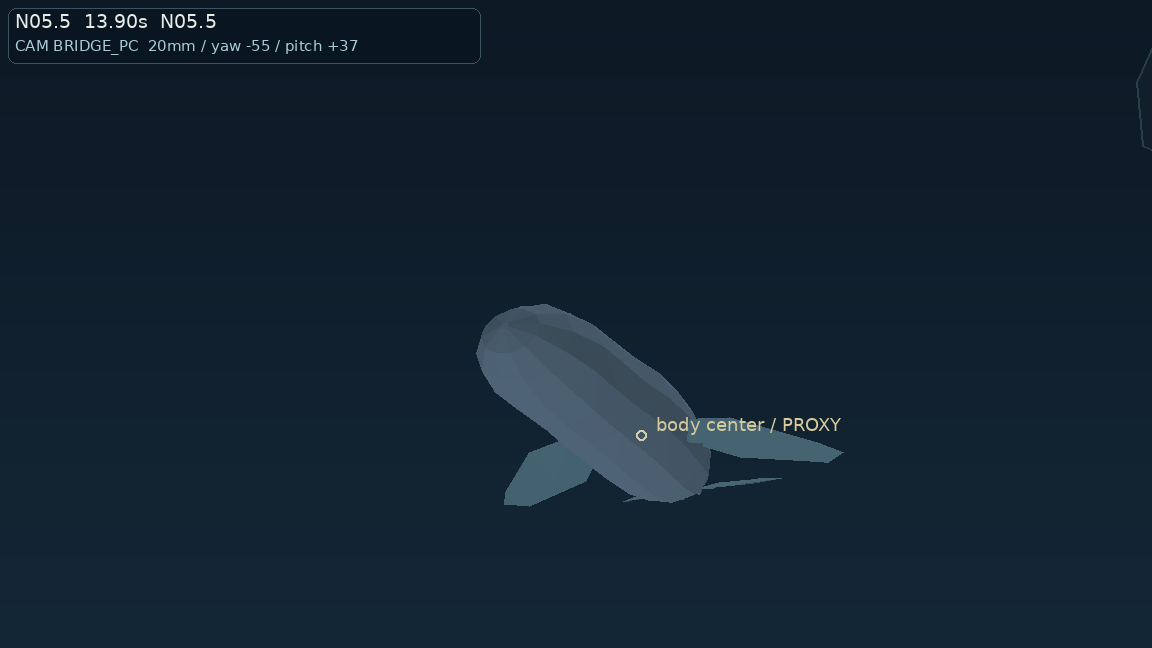 N05.5  13.90s  N05.5
CAM BRIDGE_PC  20mm / yaw -55 / pitch +37
body center / PROXY